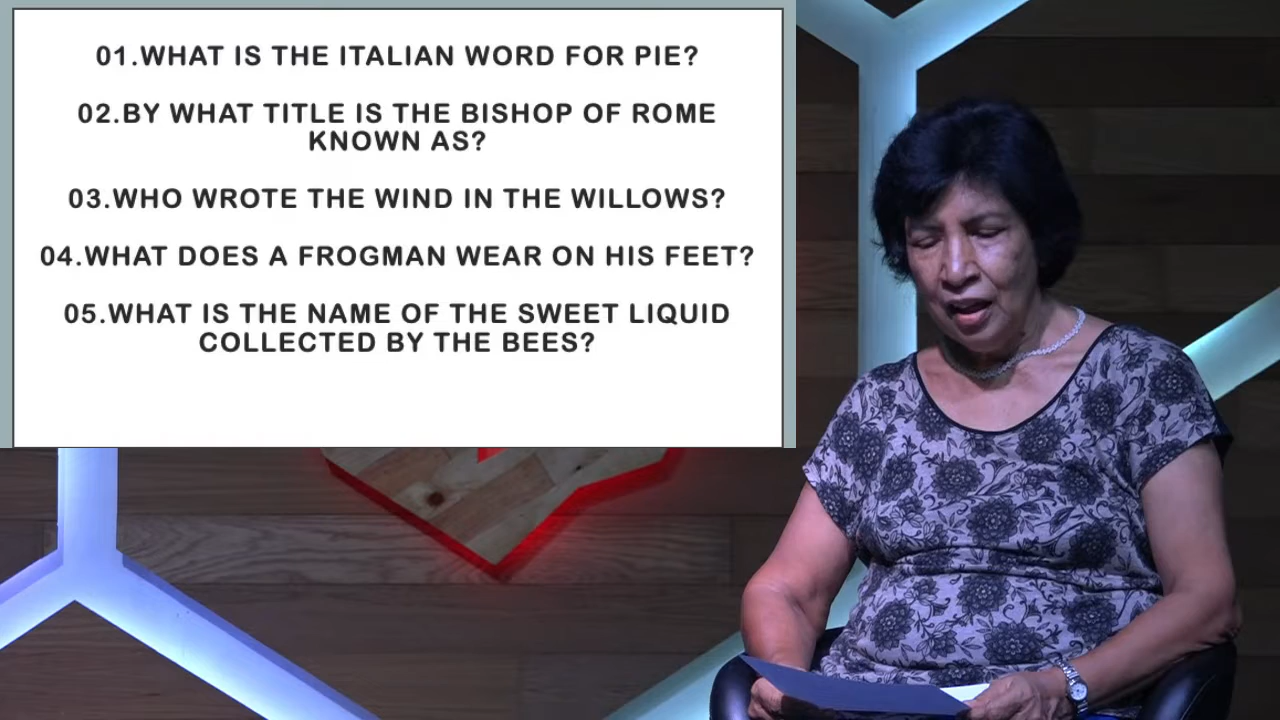 01.WHAT IS THE ITALIAN WORD FOR PIE?
02.BY WHAT TITLE IS THE BISHOP OF ROME
KNOWN AS?
03.WHO WROTE THE WIND IN THE WILLOWS?
04.WHAT DOES A FROGMAN WEAR ON HIS FEET?
05.WHAT IS THE NAME OF THE SWEET LIQUID
COLLECTED BY THE BEES?